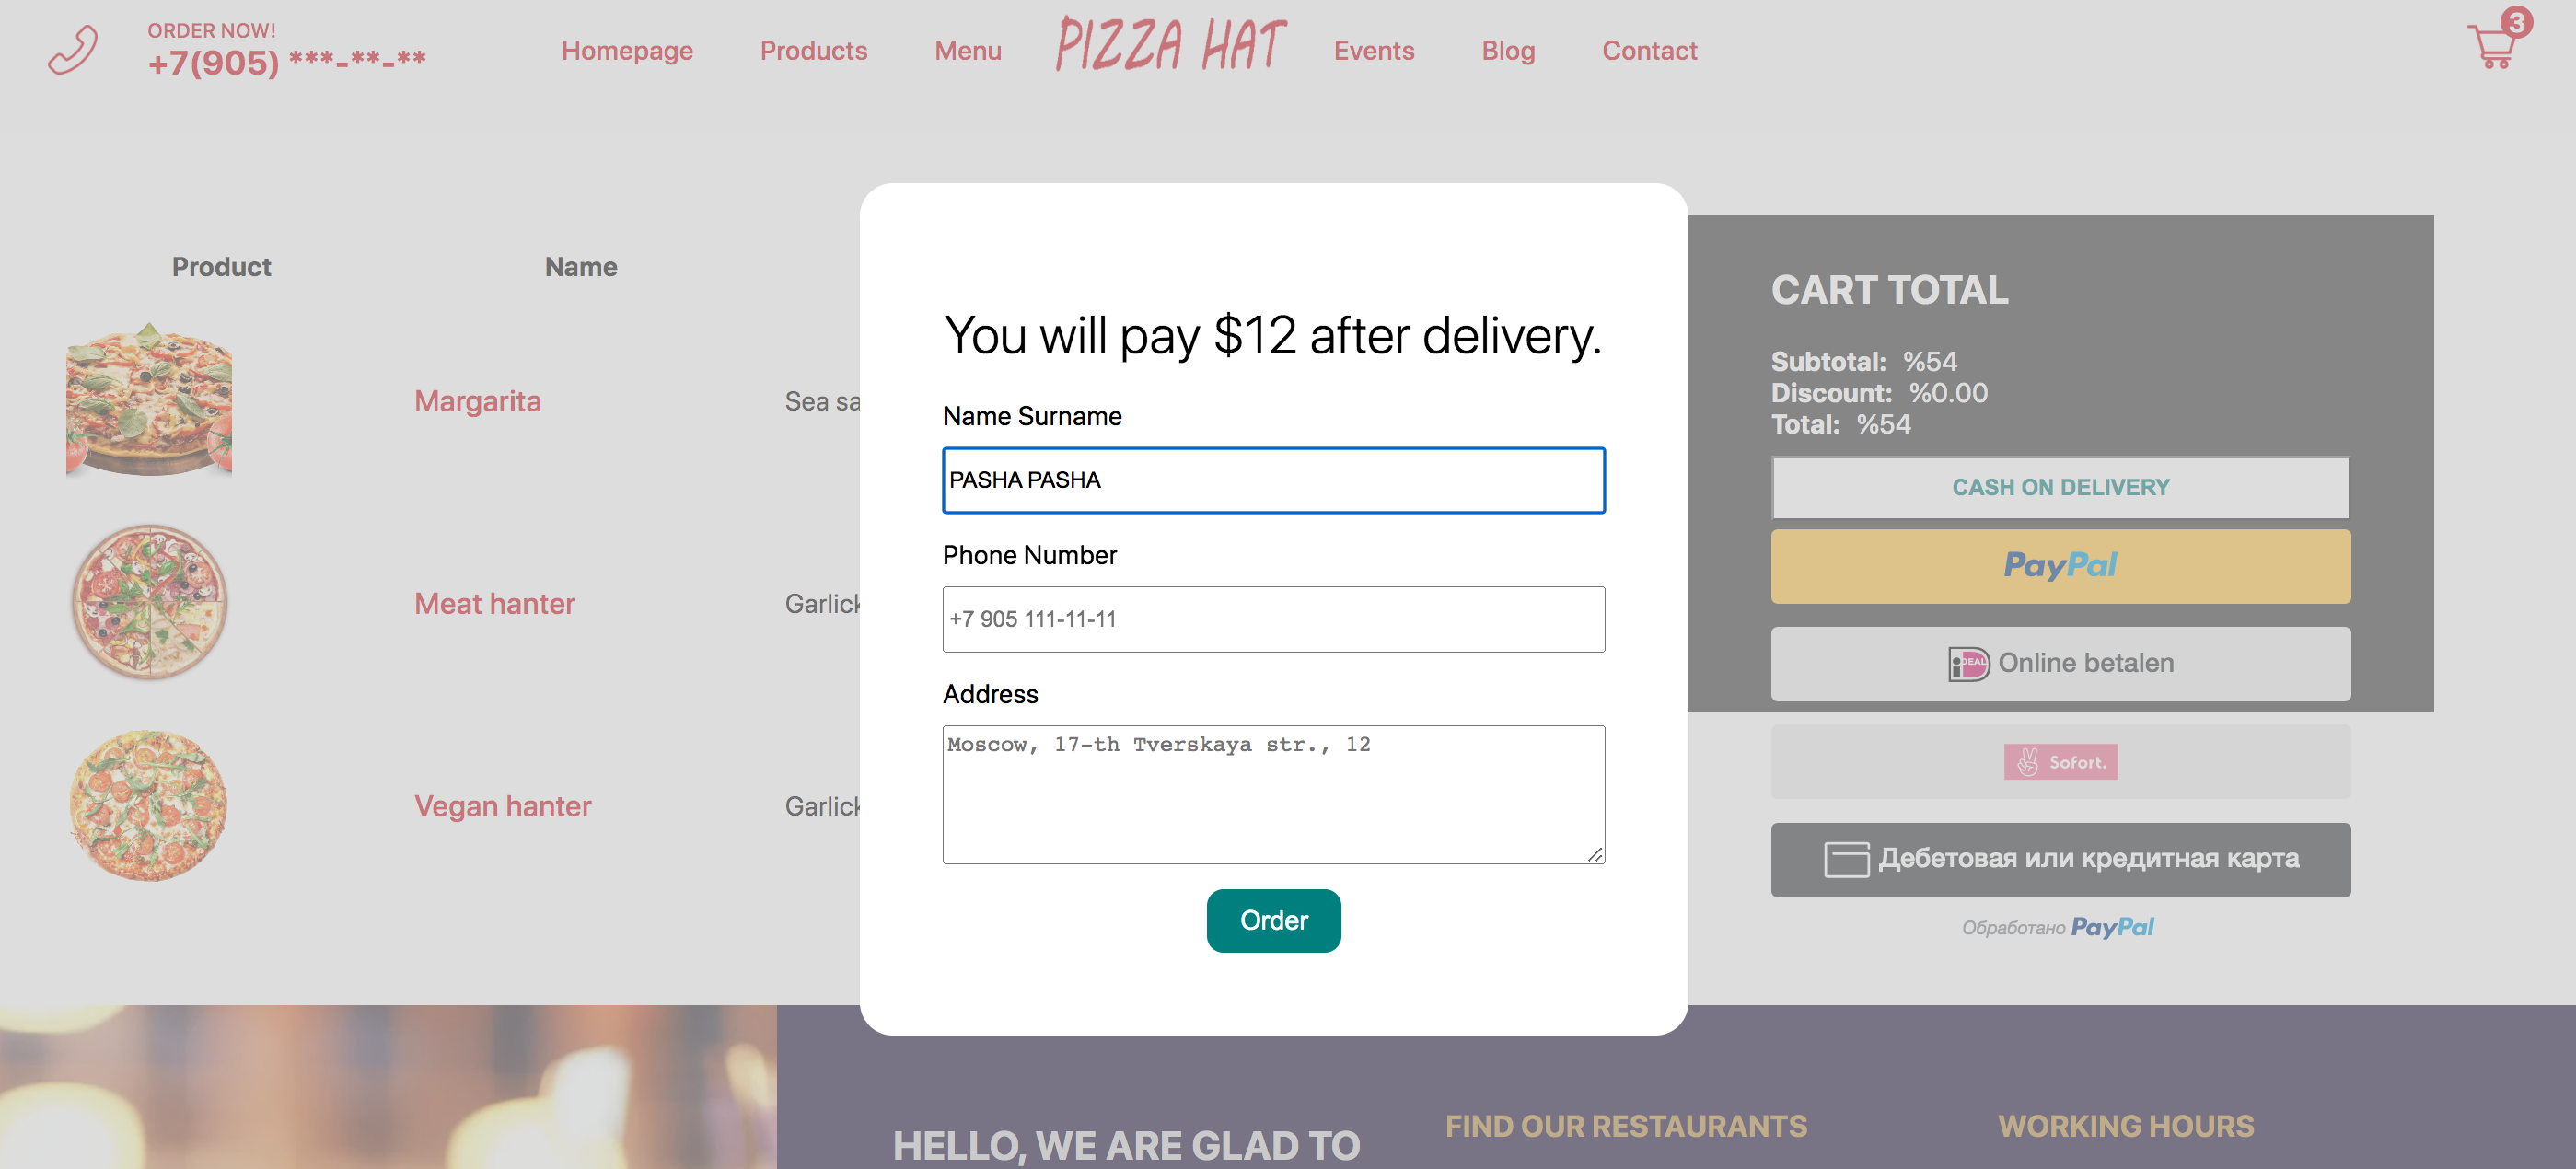 ORDER NOW!
+7(905) ***-**-**
Homepage
Products
Menu
PIZZA HAT
Events
Blog
Contact
3
Product
Name
Margarita
Sea sa
Meat hanter
Garlick
Vegan hanter
Garlick
You will pay $12 after delivery.
Name Surname
PASHA PASHA
Phone Number
+7 905 111-11-11
Address
Moscow, 17-th Tverskaya str., 12
Order
CART TOTAL
Subtotal: %54
Discount: %0.00
Total: %54
CASH ON DELIVERY
PayPal
iDEAL Online betalen
Sofort.
Дебетовая или кредитная карта
Обработано PayPal
HELLO, WE ARE GLAD TO
FIND OUR RESTAURANTS
WORKING HOURS